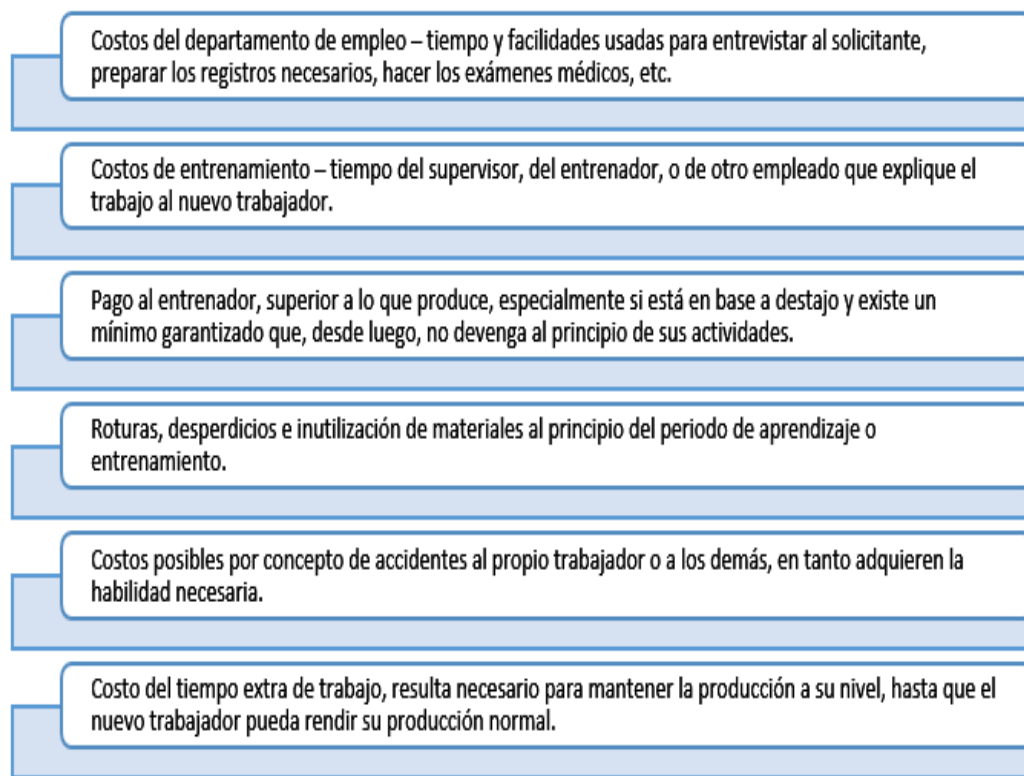 Costos del departamento de empleo – tiempo y facilidades usadas para entrevistar al solicitante,
preparar los registros necesarios, hacer los exámenes médicos, etc.
Costos de entrenamiento – tiempo del supervisor, del entrenador, o de otro empleado que explique el
trabajo al nuevo trabajador.
Pago al entrenador, superior a lo que produce, especialmente si está en base a destajo y existe un
mínimo garantizado que, desde luego, no devenga al principio de sus actividades.
Roturas, desperdicios e inutilización de materiales al principio del periodo de aprendizaje o
entrenamiento.
Costos posibles por concepto de accidentes al propio trabajador o a los demás, en tanto adquieren la
habilidad necesaria.
Costo del tiempo extra de trabajo, resulta necesario para mantener la producción a su nivel, hasta que el
nuevo trabajador pueda rendir su producción normal.